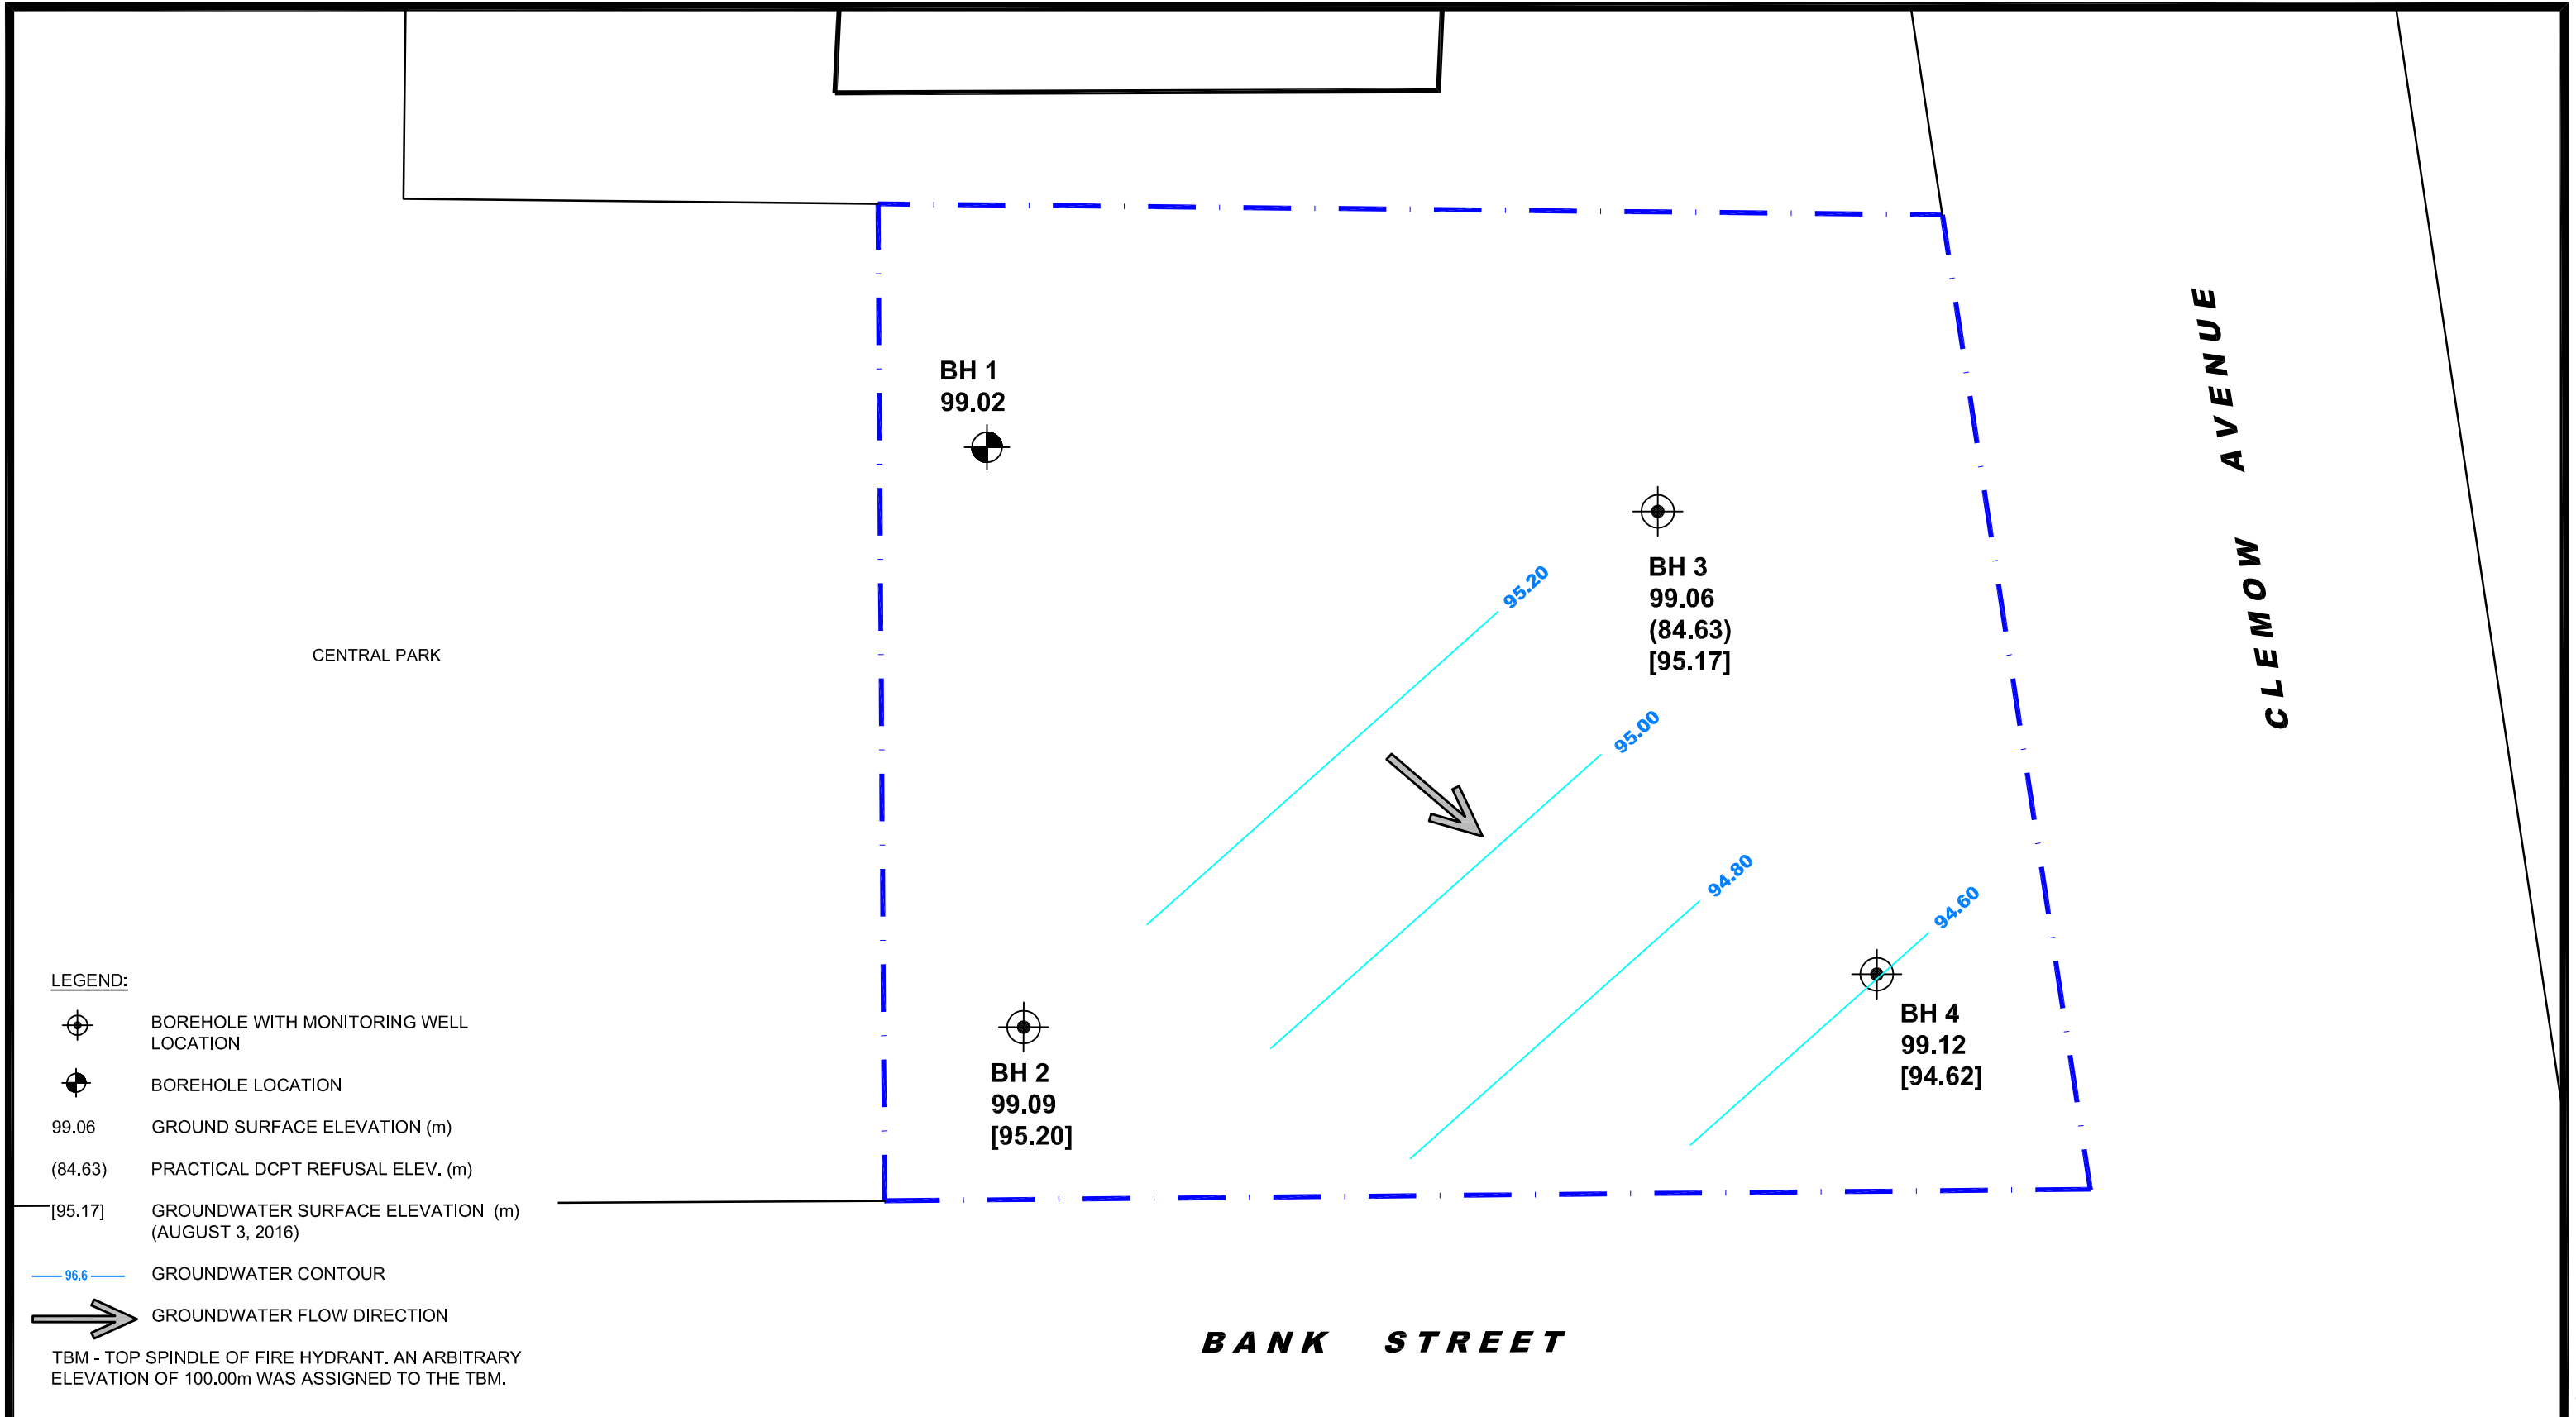 BH 1
99.02
BH 3
99.06
(84.63)
[95.17]
95.20
95.00
94.80
94.60
CENTRAL PARK
CLEMOW AVENUE
BH 2
99.09
[95.20]
BH 4
99.12
[94.62]
LEGEND:
BOREHOLE WITH MONITORING WELL
LOCATION
BOREHOLE LOCATION
99.06 GROUND SURFACE ELEVATION (m)
(84.63) PRACTICAL DCPT REFUSAL ELEV. (m)
[95.17] GROUNDWATER SURFACE ELEVATION (m)
(AUGUST 3, 2016)
96.6 GROUNDWATER CONTOUR
GROUNDWATER FLOW DIRECTION
TBM - TOP SPINDLE OF FIRE HYDRANT. AN ARBITRARY
ELEVATION OF 100.00m WAS ASSIGNED TO THE TBM.
BANK STREET